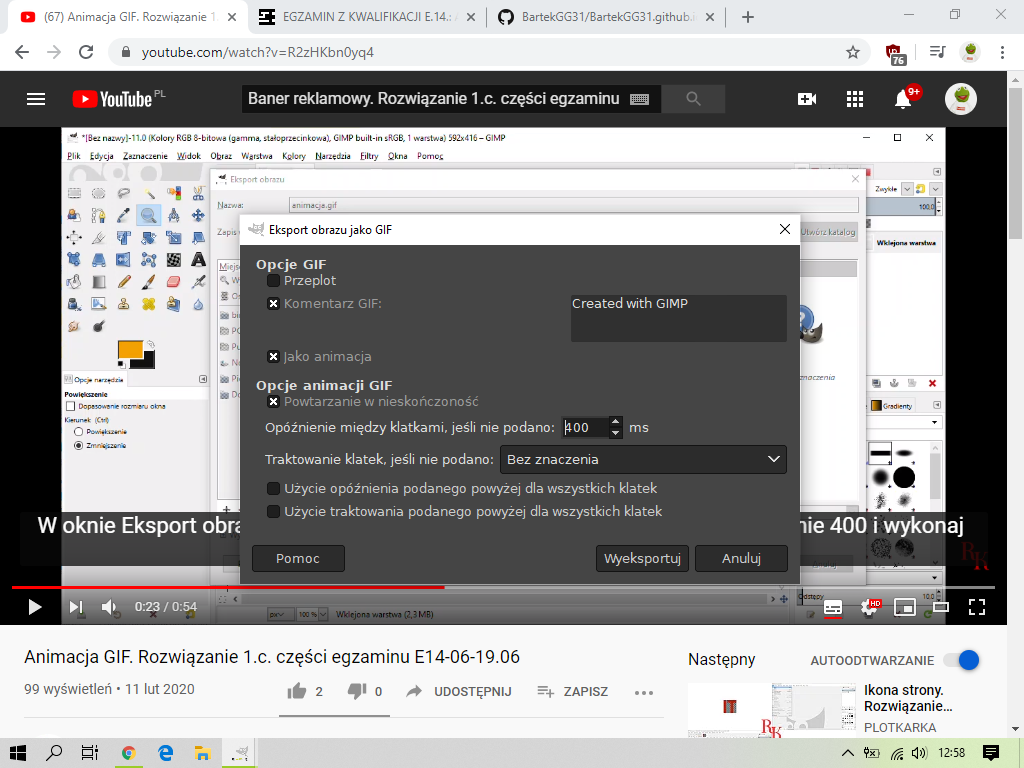 (67) Animacja GIF. Rozwiązanie 1.
EGZAMIN Z KWALIFIKACJI E.14.:
BartekGG31/BartekGG31.github.i
youtube.com/watch?v=R2zHKbn0yq4
76
YouTube PL
Baner reklamowy. Rozwiązanie 1.c. części egzaminu
9+
*[Bez nazwy]-11.0 (Kolory RGB 8-bitowa (gamma, stałoprzecinkowa), GIMP built-in sRGB, 1 warstwa) 592x416 – GIMP
Plik Edycja Zaznaczenie Widok Obraz Warstwa Kolory Narzędzia Filtry Okna Pomoc
Eksport obrazu
Nazwa: animacja.gif
Zwykłe
100,0
Utwórz katalog
Wklejona warstwa
Eksport obrazu jako GIF
Opcje GIF
Przeplot
Komentarz GIF:
Created with GIMP
Jako animacja
Opcje animacji GIF
Powtarzanie w nieskończoność
Opóźnienie między klatkami, jeśli nie podano: 400 ms
Traktowanie klatek, jeśli nie podano: Bez znaczenia
Użycie opóźnienia podanego powyżej dla wszystkich klatek
Użycie traktowania podanego powyżej dla wszystkich klatek
Pomoc
Wyeksportuj
Anuluj
Opcje narzędzia
Powiększenie
Dopasowanie rozmiaru okna
Kierunek (Ctrl)
Powiększenie
Zmniejszenie
Gradienty
W oknie Eksport obra
nie 400 i wykonaj
RK
0:23 / 0:54
HD
px
100 %
Wklejona warstwa (2,3 MB)
Odstępy
10,0
Animacja GIF. Rozwiązanie 1.c. części egzaminu E14-06-19.06
99 wyświetleń • 11 lut 2020
2
0
UDOSTĘPNIJ
ZAPISZ
Następny
AUTOODTWARZANIE
Ikona strony.
Rozwiązanie...
PLOTKARKA
RK
12:58